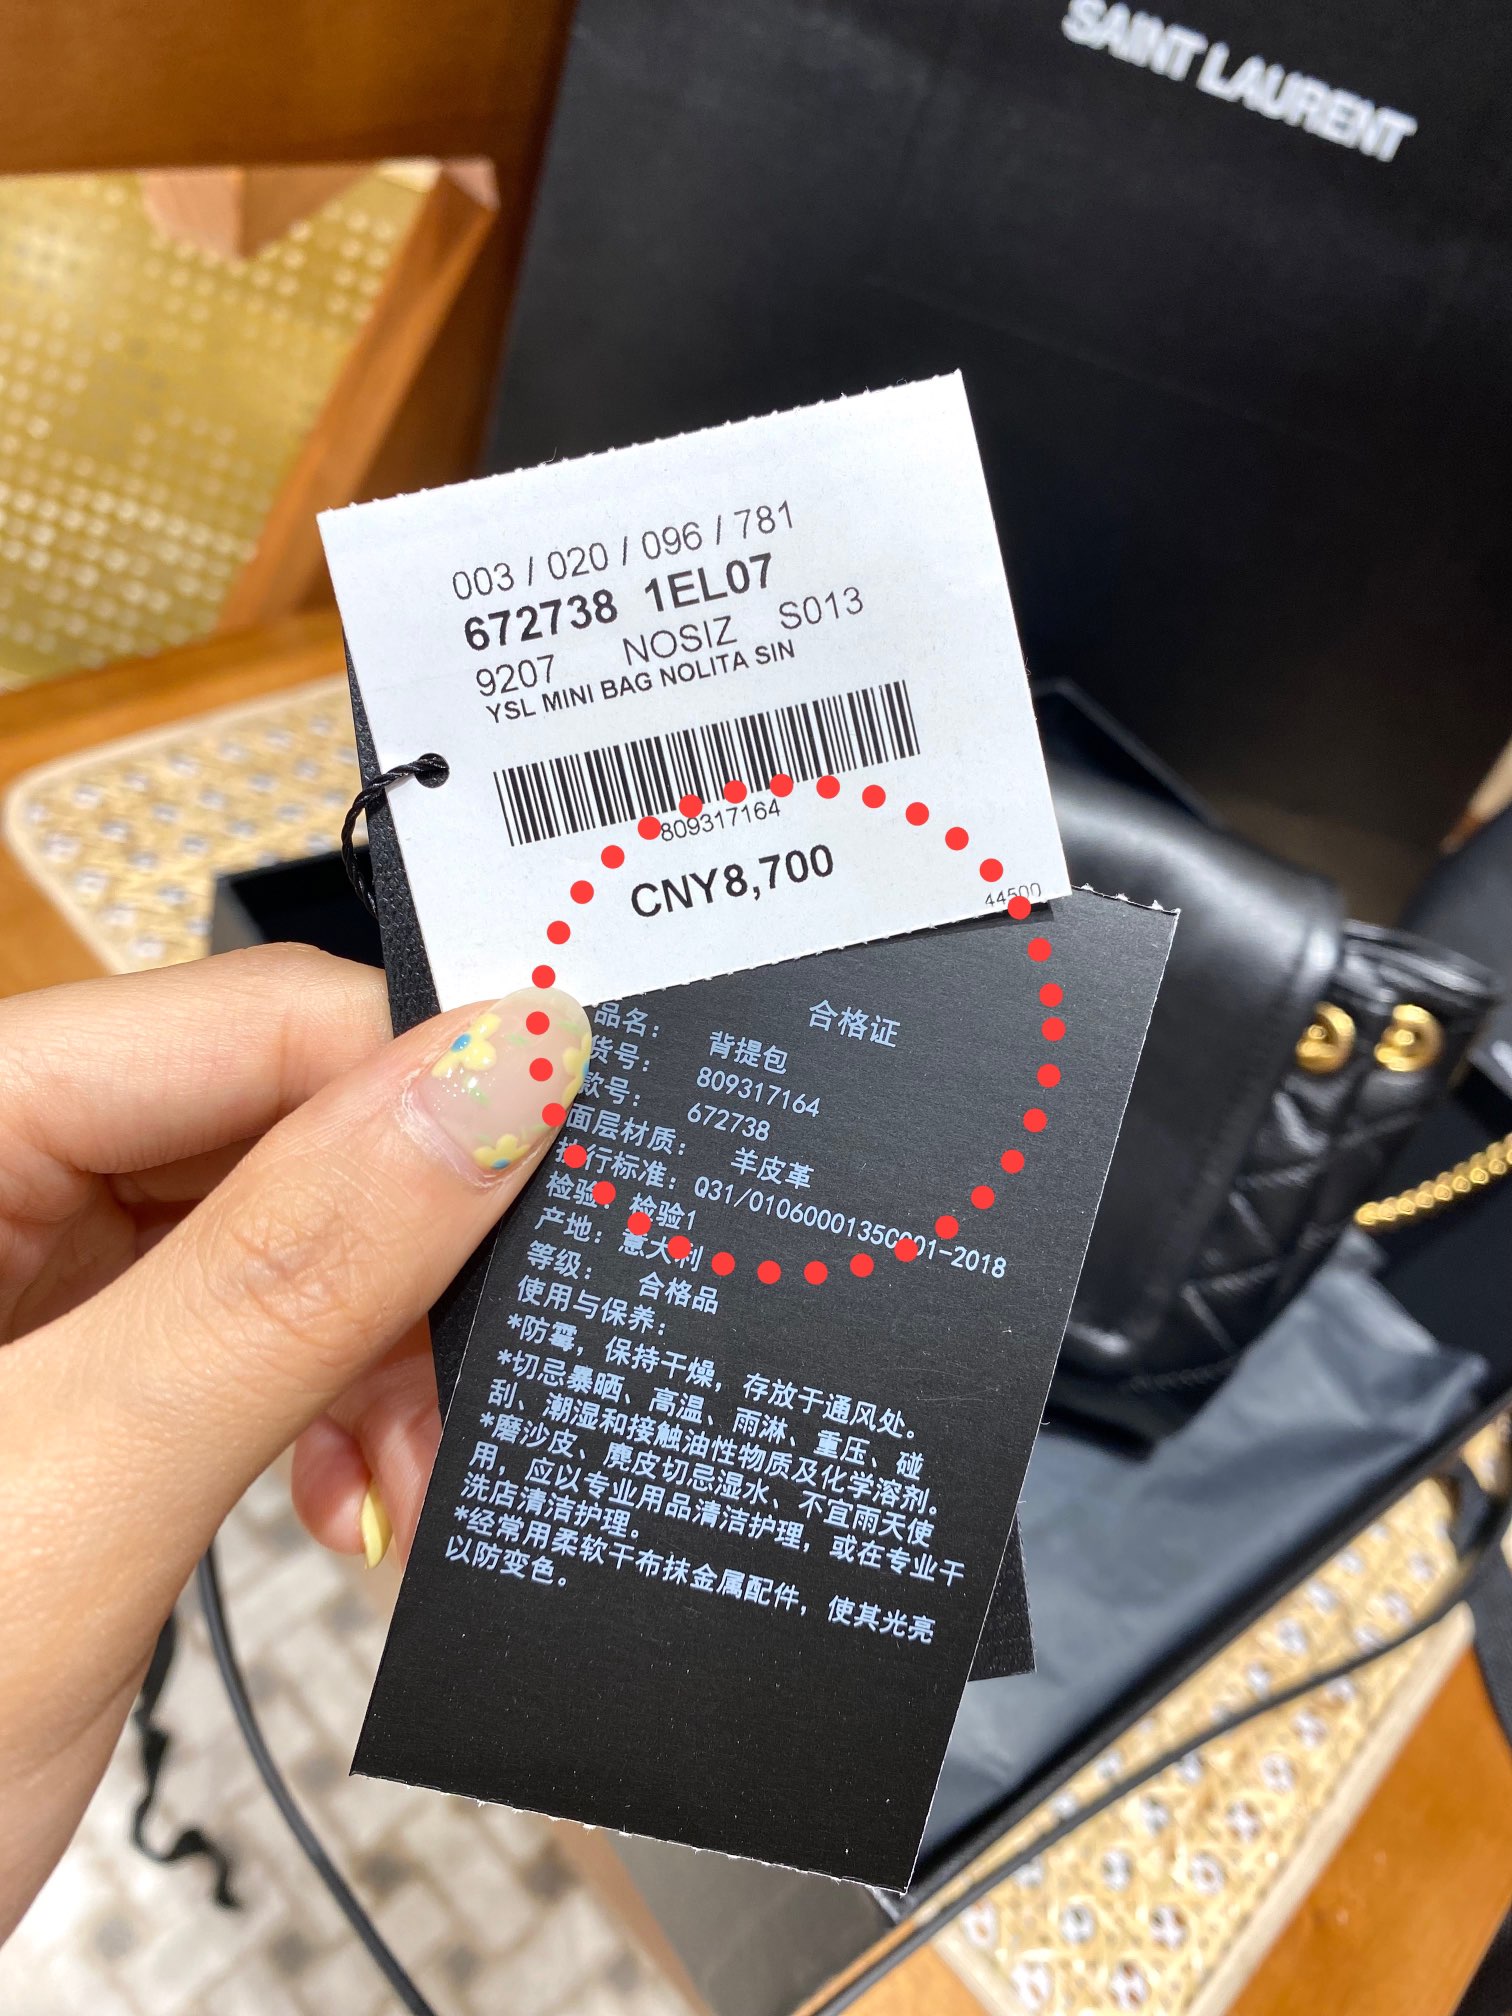 SAINT LAURENT
003 / 020 / 096 / 781
672738 1EL07
9207 NOSIZ S013
YSL MINI BAG NOLITA SIN
809317164
CNY8,700
44500
合格证
品名： 背提包
货号： 809317164
款号： 672738
面层材质： 羊皮革
执行标准：Q31/0106000135C001-2018
检验：检验1
产地：意大利
等级： 合格品
使用与保养：
*防霉，保持干燥，存放于通风处。
*切忌暴晒、高温、雨淋、重压、碰
刮、潮湿和接触油性物质及化学溶剂。
*磨沙皮、麂皮切忌湿水、不宜雨天使
用，应以专业用品清洁护理，或在专业干
洗店清洁护理。
*经常用柔软干布抹金属配件，使其光亮
以防变色。